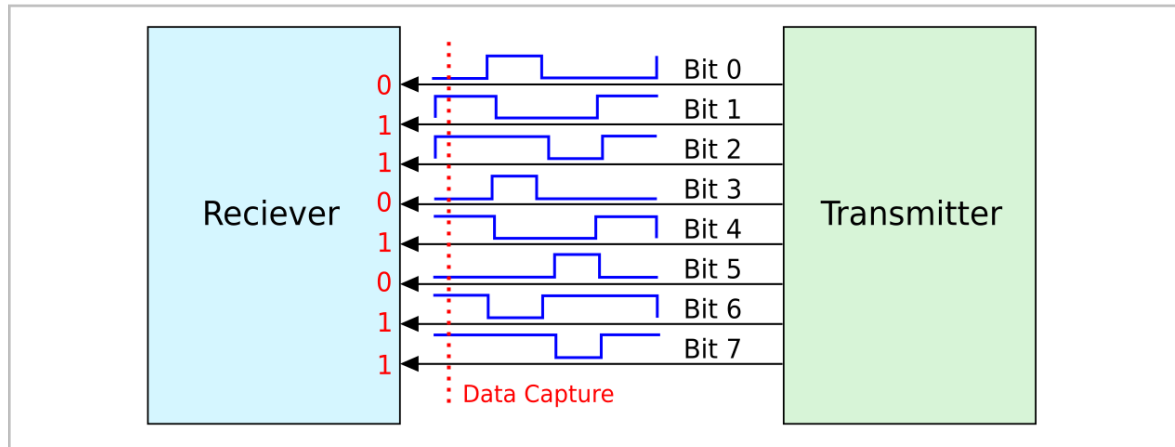 Bit 0
0
Bit 1
1
Bit 2
1
Bit 3
0
Reciever
Transmitter
Bit 4
1
Bit 5
0
Bit 6
1
Bit 7
1
Data Capture